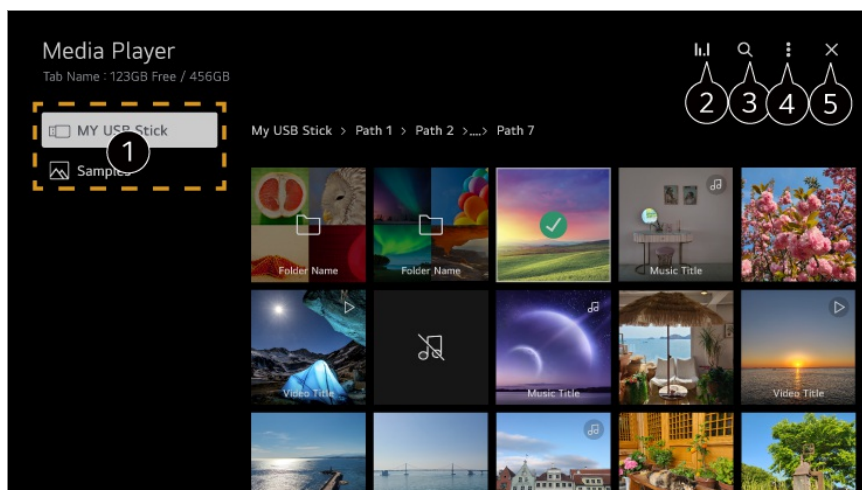 Media Player
Tab Name : 123GB Free / 456GB
2 3 4 5
MY USB Stick
1
Samples
My USB Stick > Path 1 > Path 2 >....> Path 7
Folder Name
Folder Name
Music Title
Video Title
Music Title
Video Title